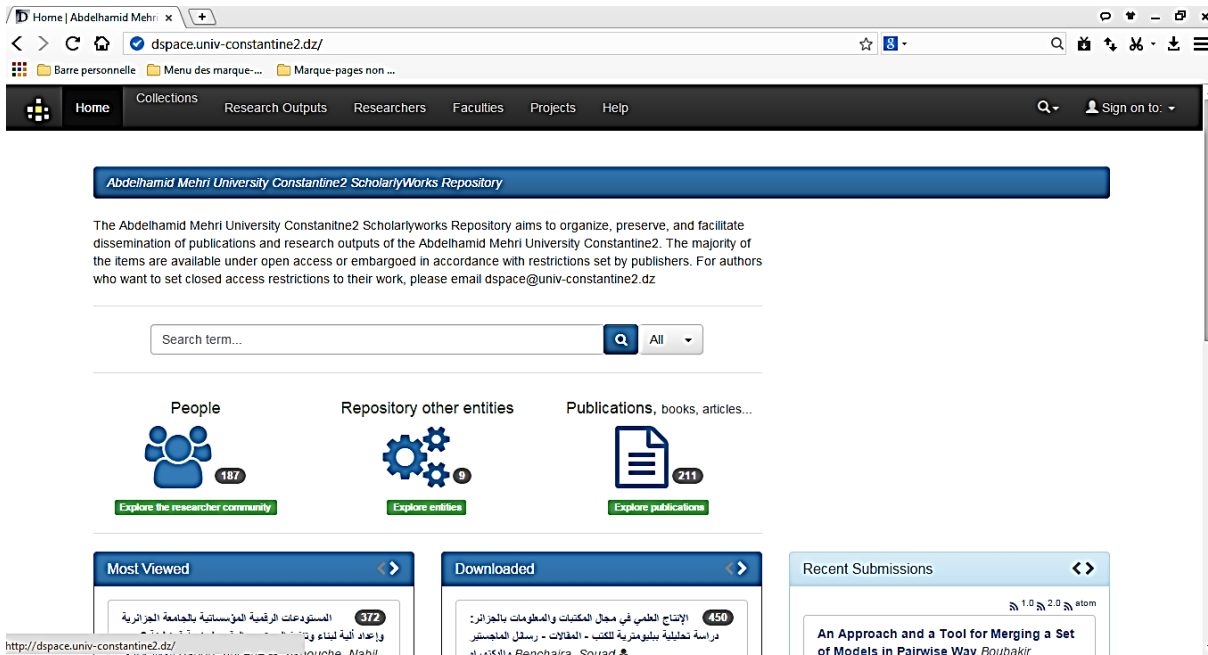 Home | Abdelhamid Mehri
dspace.univ-constantine2.dz/
Barre personnelle Menu des marque-... Marque-pages non ...
Home Collections Research Outputs Researchers Faculties Projects Help Sign on to:
Abdelhamid Mehri University Constantine2 ScholarlyWorks Repository
The Abdelhamid Mehri University Constanitne2 Scholarlyworks Repository aims to organize, preserve, and facilitate
dissemination of publications and research outputs of the Abdelhamid Mehri University Constantine2. The majority of
the items are available under open access or embargoed in accordance with restrictions set by publishers. For authors
who want to set closed access restrictions to their work, please email dspace@univ-constantine2.dz
Search term... All
People Repository other entities Publications, books, articles...
187 9 211
Explore the researcher community Explore entities Explore publications
Most Viewed Downloaded Recent Submissions
1.0 2.0 atom
372 المستودعات الرقمية المؤسساتية بالجامعة الجزائرية
450 الإنتاج العلمي في مجال المكتبات والمعلومات بالجزائر:
وإعداد ألية لبناء
دراسة تحليلية ببليومترية للكتب - المقالات - رسئل الماجستير
Nabil
Benchaira, Souad
An Approach and a Tool for Merging a Set
of Models in Pairwise Way Boubakir
http://dspace.univ-constantine2.dz/